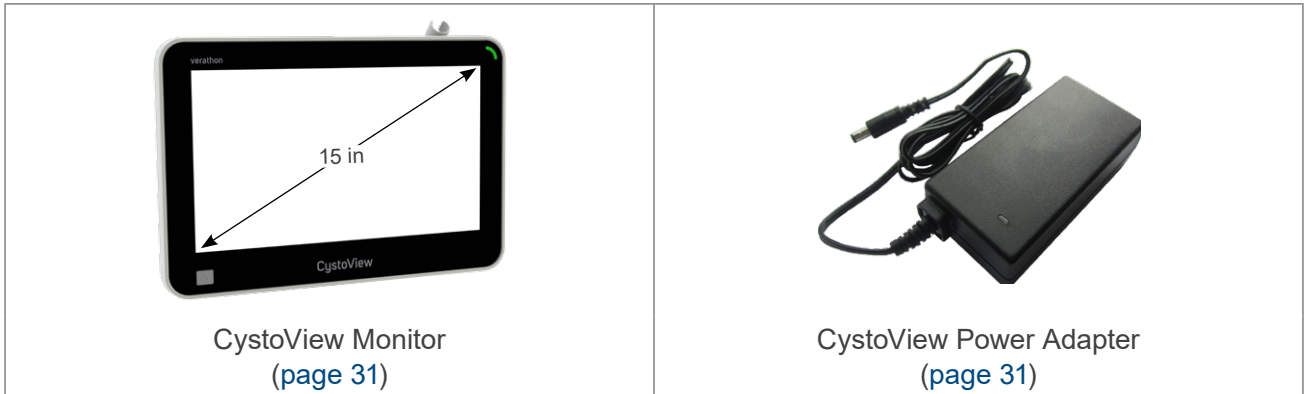 verathon
15 in
CystoView
CystoView Monitor
(page 31)
CystoView Power Adapter
(page 31)